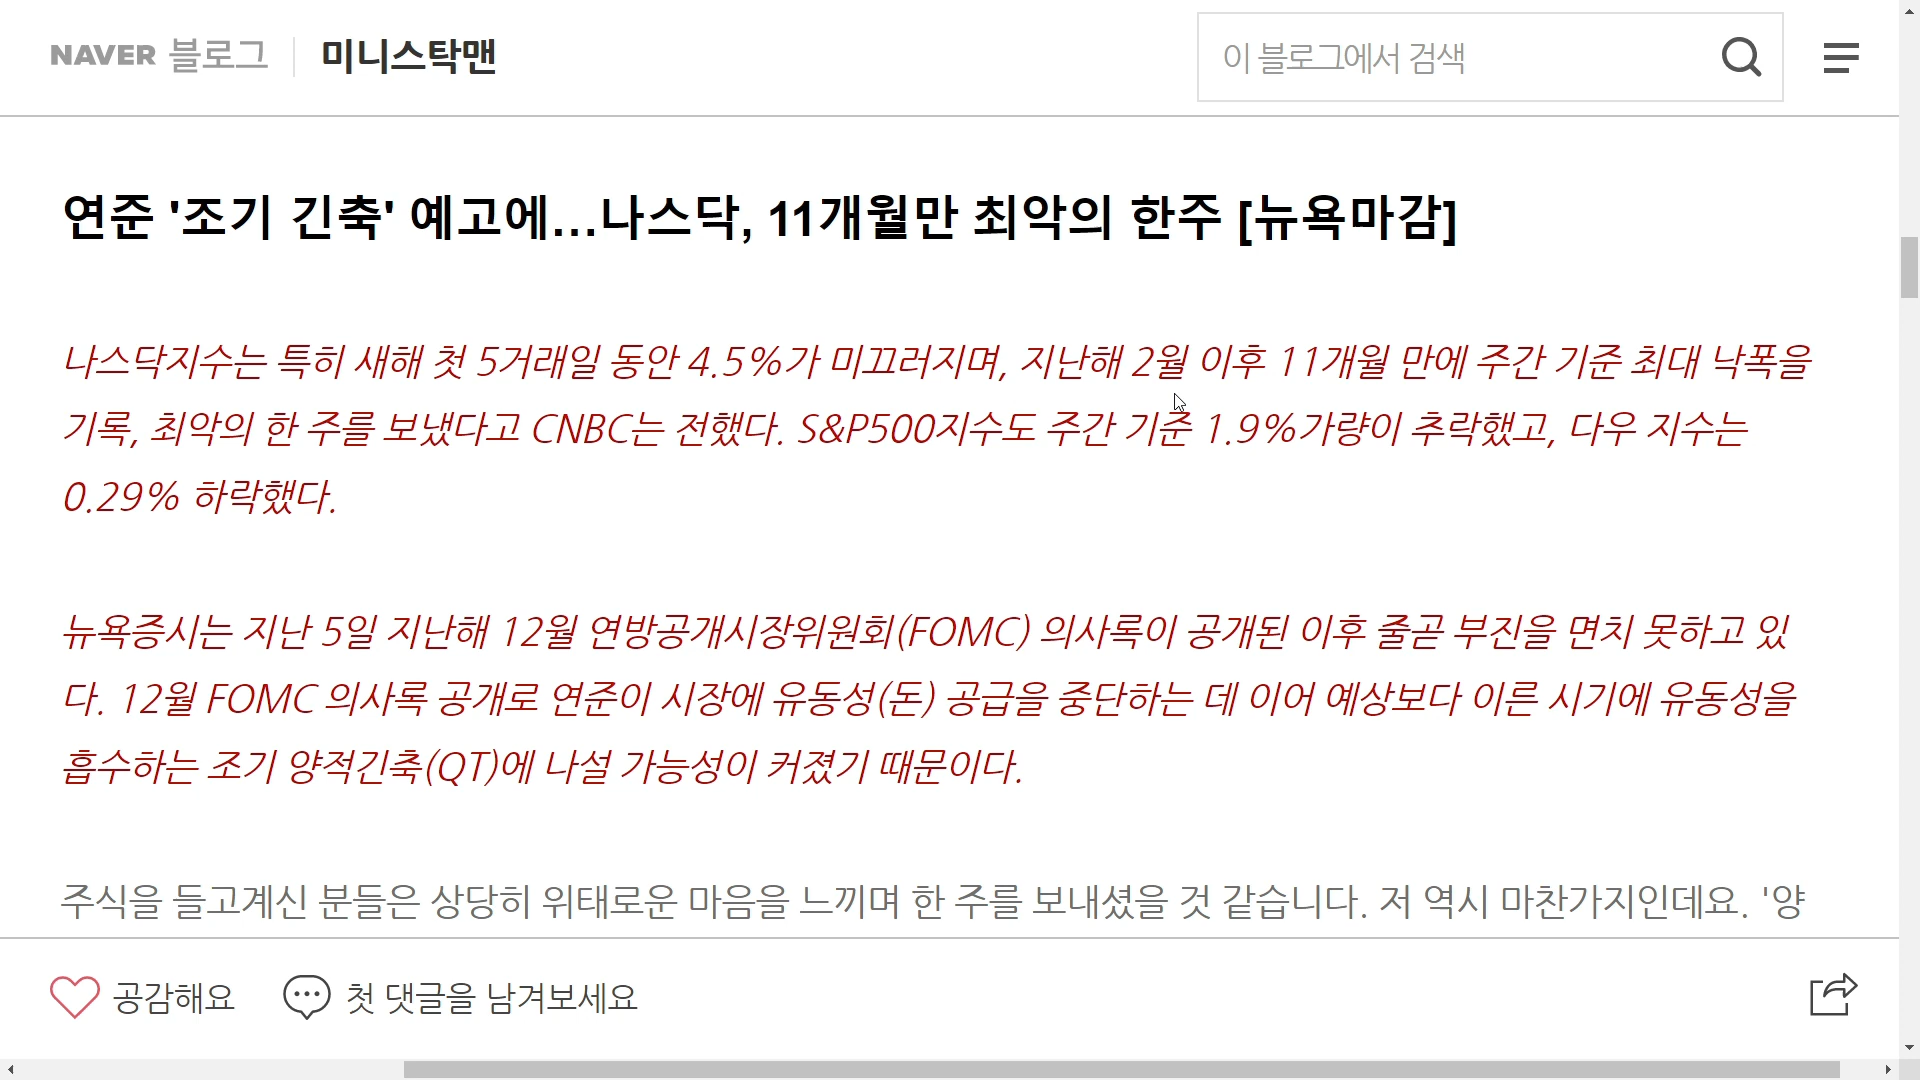 NAVER 블로그 미니스탁맨
이 블로그에서 검색
연준 '조기 긴축' 예고에...나스닥, 11개월만 최악의 한주 [뉴욕마감]
나스닥지수는 특히 새해 첫 5거래일 동안 4.5%가 미끄러지며, 지난해 2월 이후 11개월 만에 주간 기준 최대 낙폭을
기록, 최악의 한 주를 보냈다고 CNBC는 전했다. S&P500지수도 주간 기준 1.9%가량이 추락했고, 다우 지수는
0.29% 하락했다.
뉴욕증시는 지난 5일 지난해 12월 연방공개시장위원회(FOMC) 의사록이 공개된 이후 줄곧 부진을 면치 못하고 있
다. 12월 FOMC 의사록 공개로 연준이 시장에 유동성(돈) 공급을 중단하는 데 이어 예상보다 이른 시기에 유동성을
흡수하는 조기 양적긴축(QT)에 나설 가능성이 커졌기 때문이다.
주식을 들고계신 분들은 상당히 위태로운 마음을 느끼며 한 주를 보내셨을 것 같습니다. 저 역시 마찬가지인데요. '양
공감해요 첫 댓글을 남겨보세요